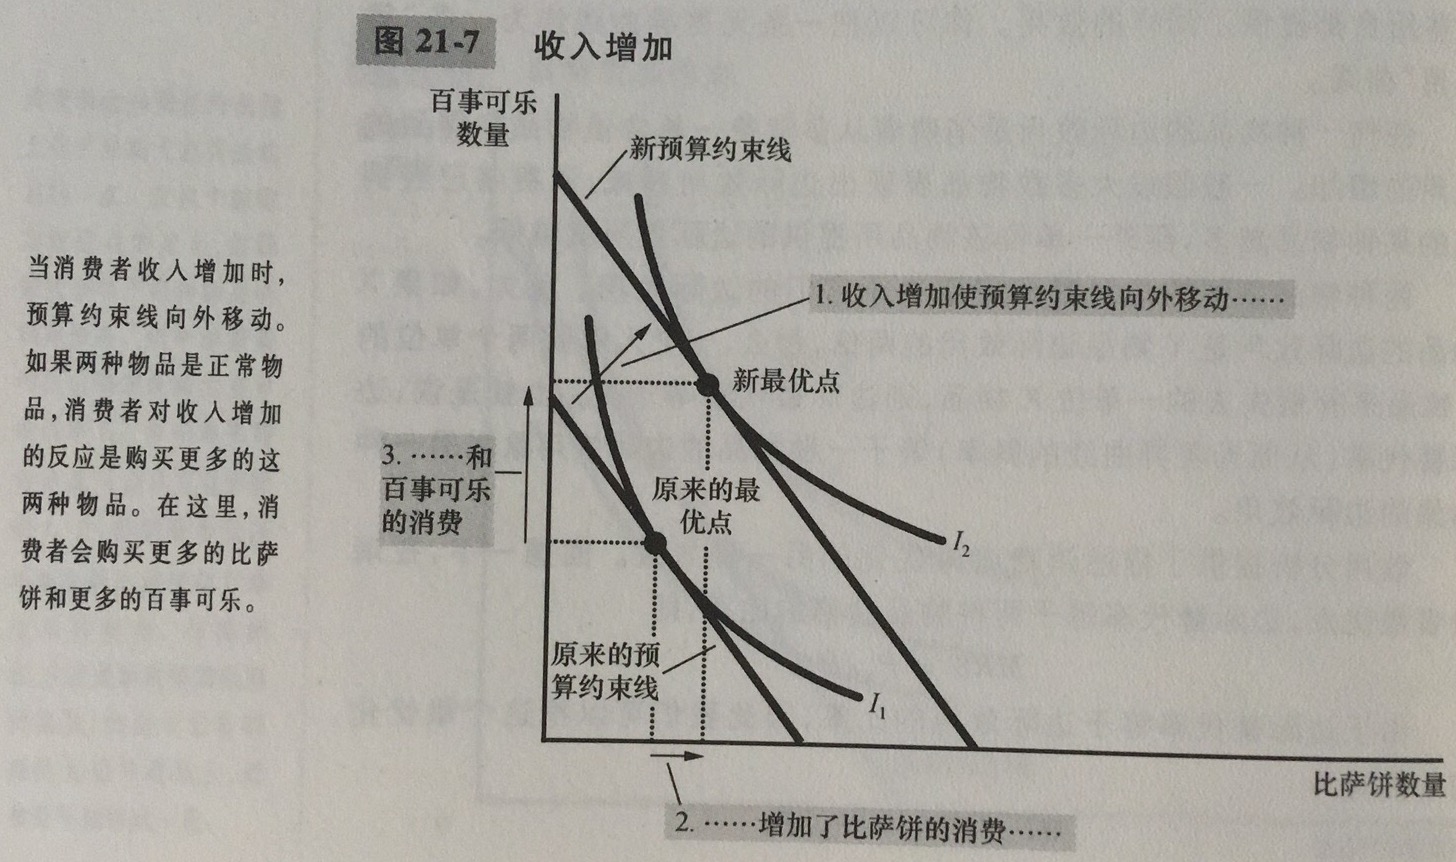 图 21-7 收入增加
百事可乐
数量
新预算约束线
1. 收入增加使预算约束线向外移动……
当消费者收入增加时，
预算约束线向外移动。
如果两种物品是正常物
品，消费者对收入增加
的反应是购买更多的这
两种物品。在这里，消
费者会购买更多的比萨
饼和更多的百事可乐。
新最优点
3. ……和
百事可乐
的消费
原来的最
优点
I₂
原来的预
算约束线
I₁
比萨饼数量
2. ……增加了比萨饼的消费……